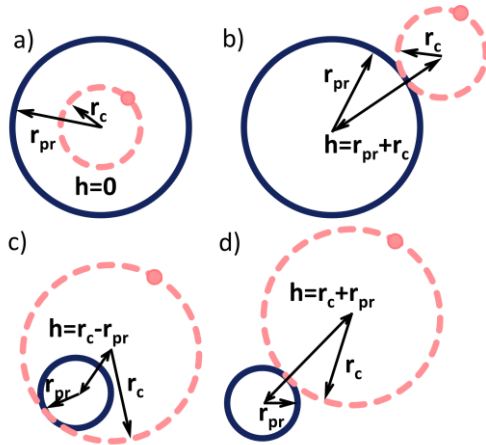 a)
r_c
r_pr
h=0
b)
r_c
r_pr
h=r_pr+r_c
c)
h=r_c-r_pr
r_pr
r_c
d)
h=r_c+r_pr
r_c
r_pr